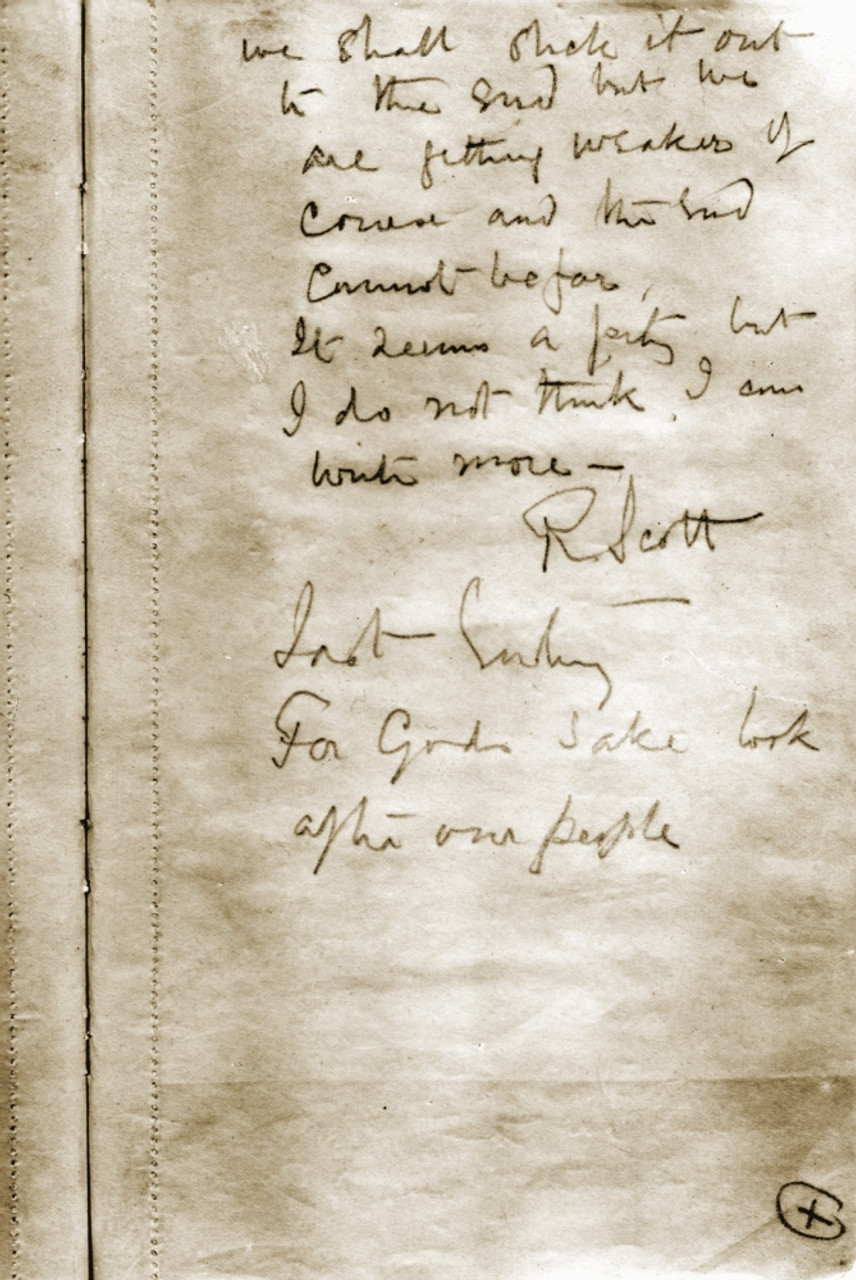 we shall stick it out
to the end but we
are getting weaker of
course and the end
cannot be far,
It seems a pity, but
I do not think I can
write more —
R. Scott
Last Entry
For Gods sake look
after our people